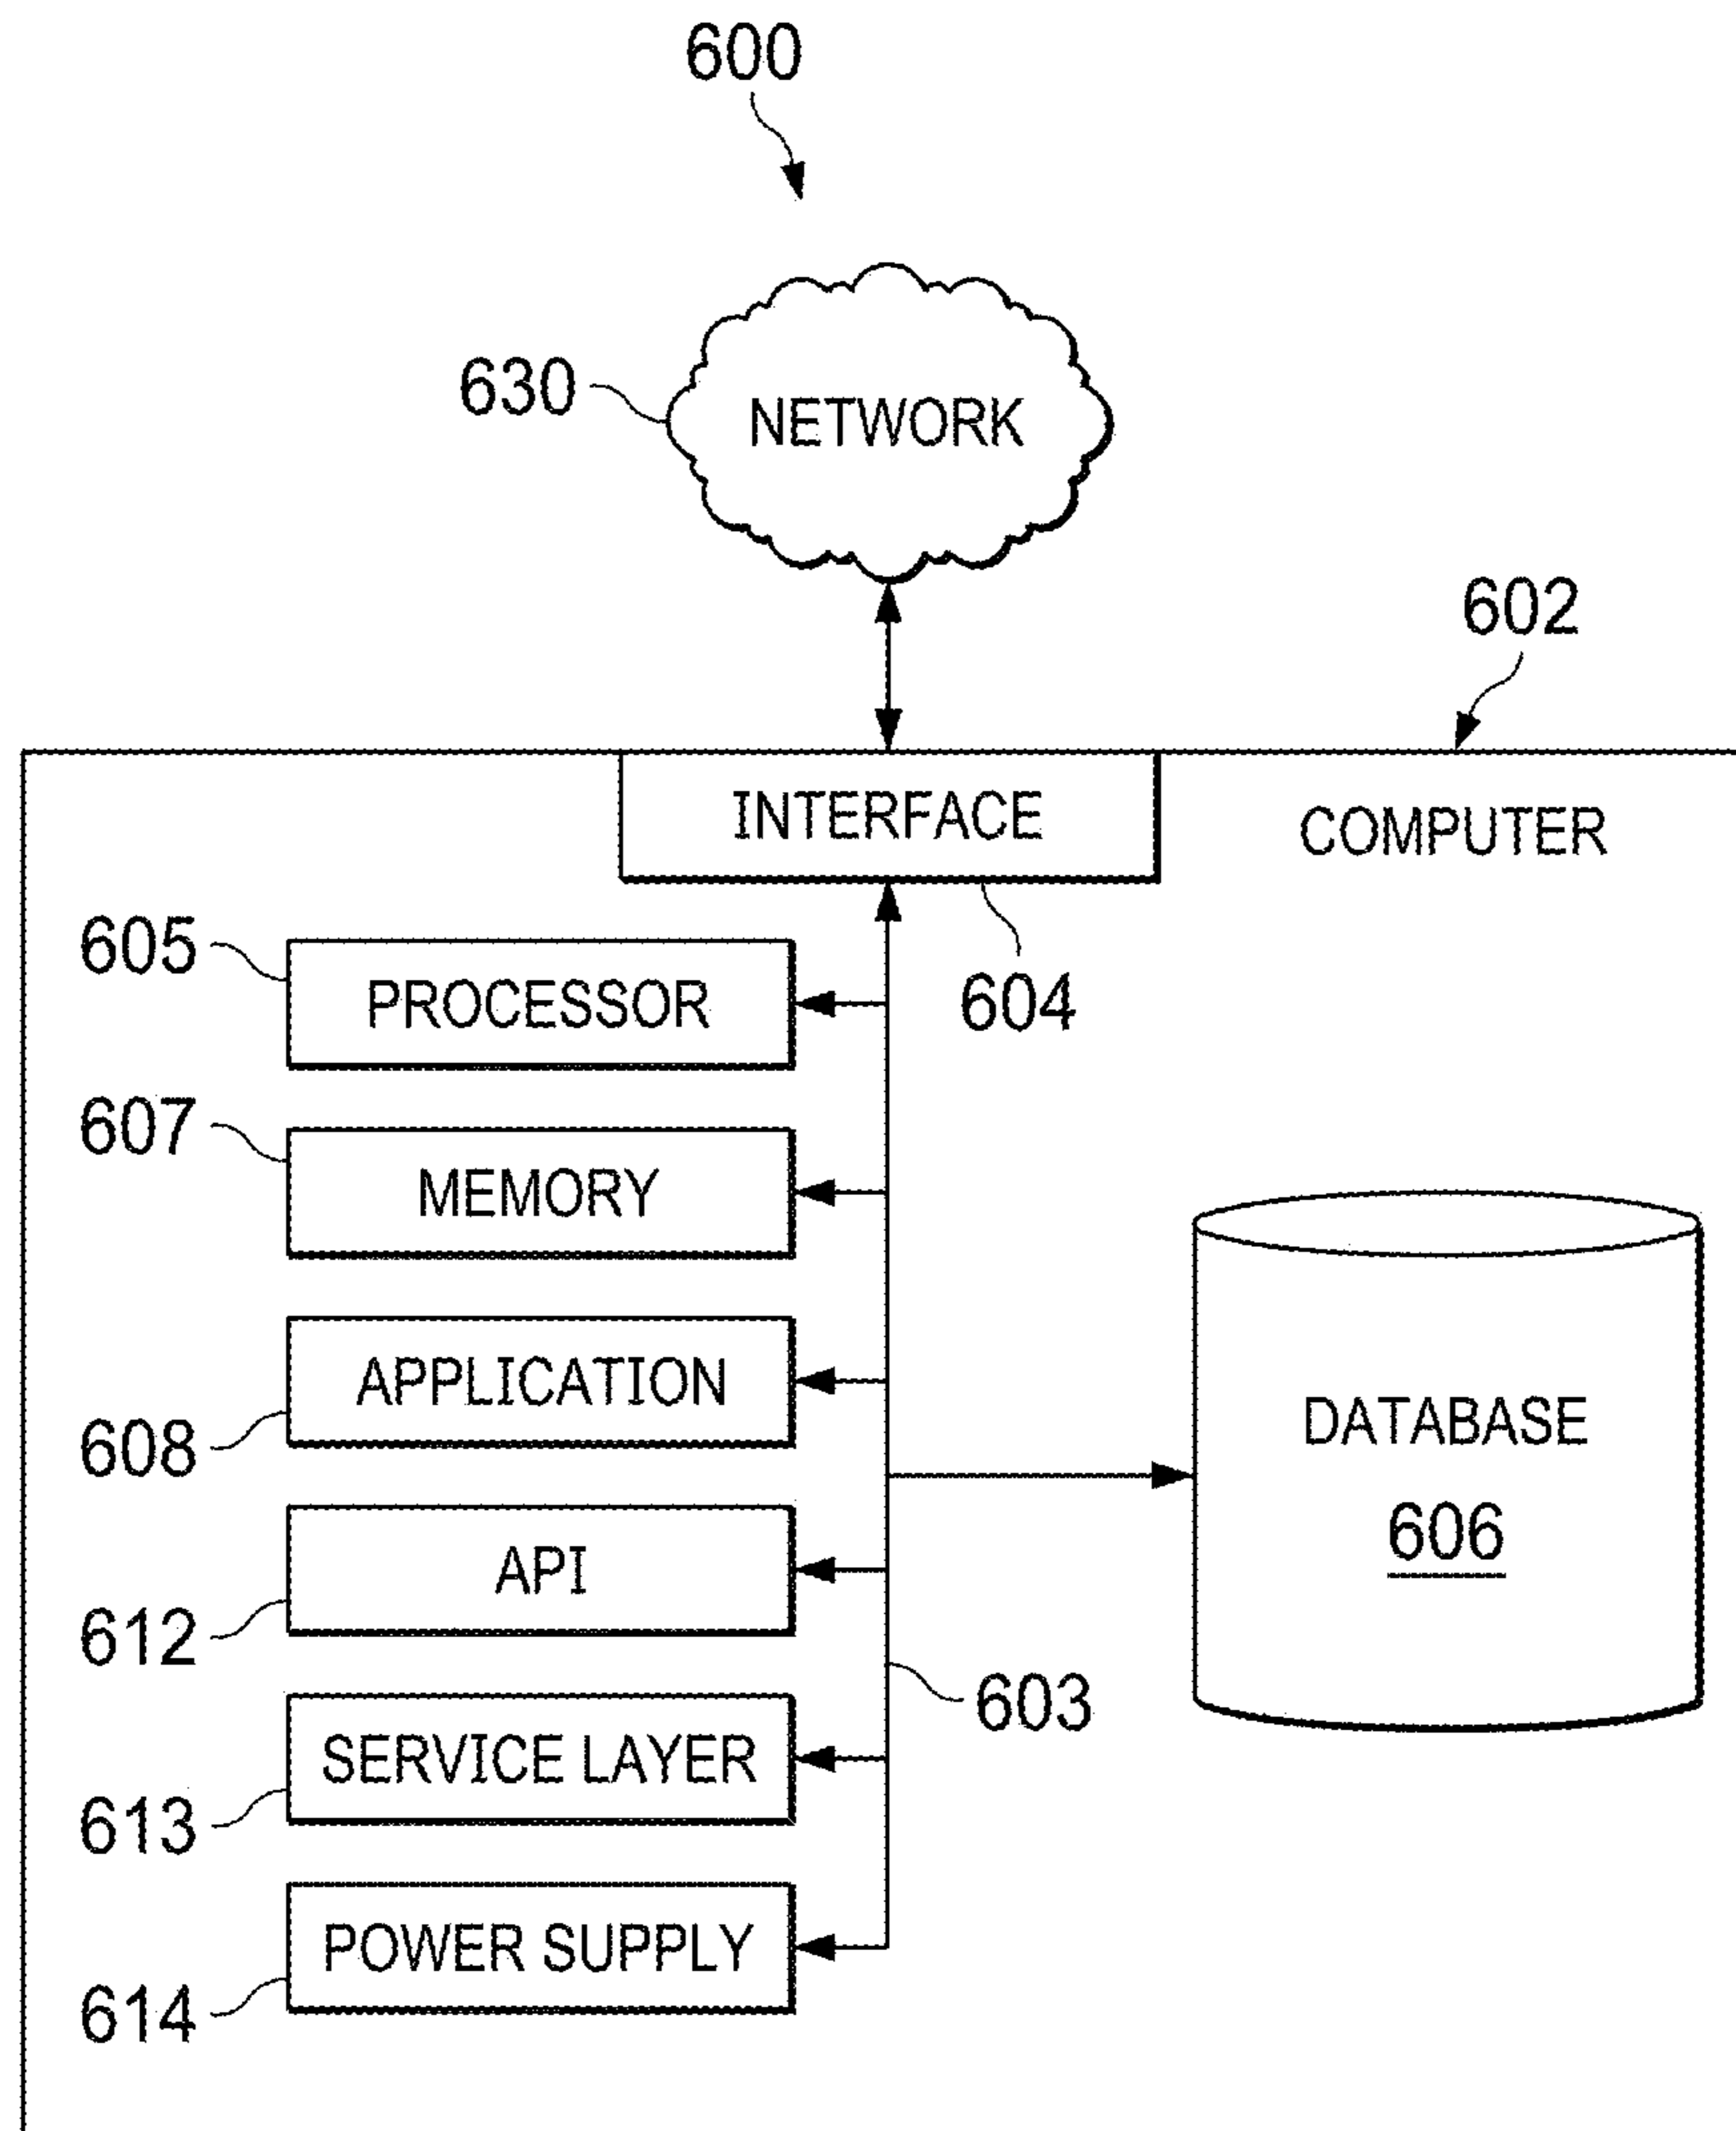 600
630
NETWORK
602
INTERFACE
COMPUTER
605
PROCESSOR
604
607
MEMORY
APPLICATION
608
DATABASE
606
API
612
603
SERVICE LAYER
613
POWER SUPPLY
614